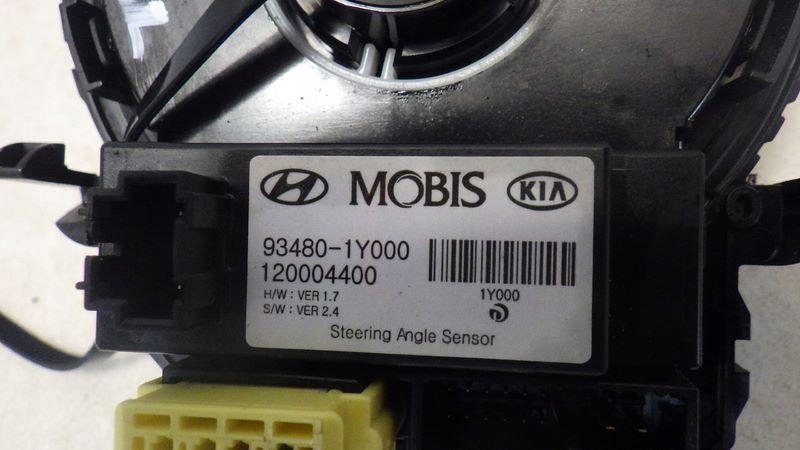 MOBIS KIA
93480-1Y000
120004400
H/W : VER 1.7
S/W : VER 2.4
1Y000
Steering Angle Sensor